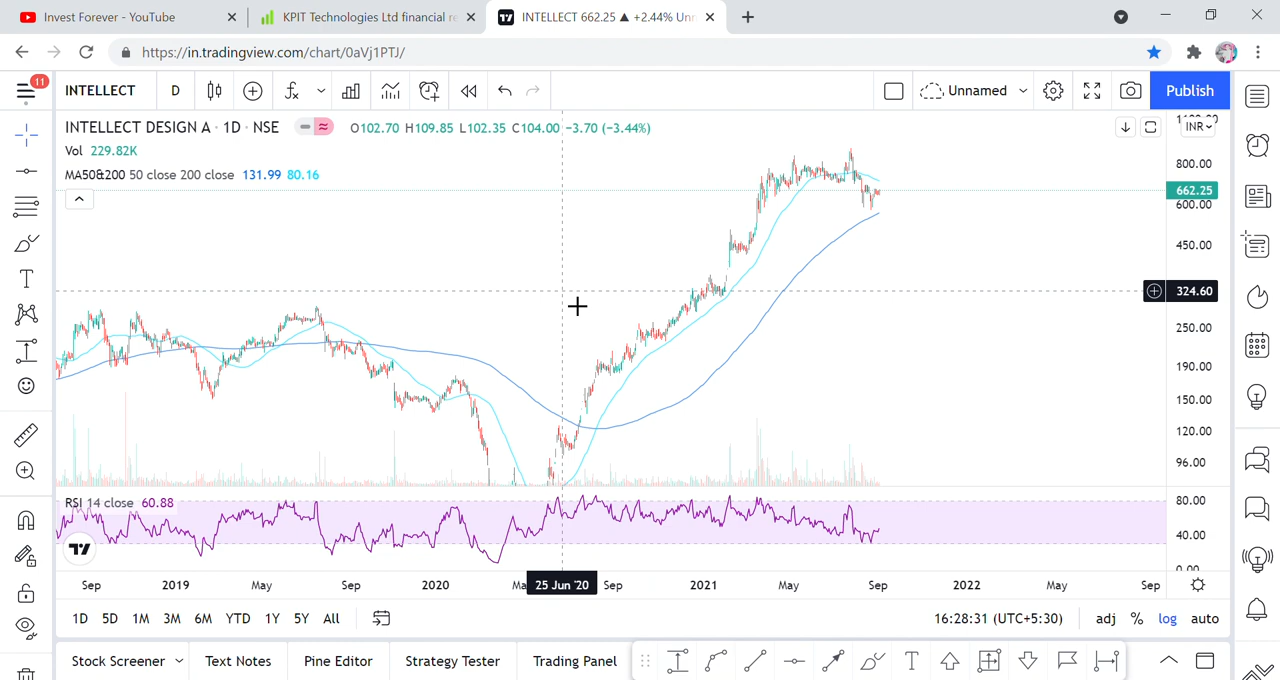 Invest Forever - YouTube
KPIT Technologies Ltd financial re
INTELLECT 662.25 ▲ +2.44% Unn
https://in.tradingview.com/chart/0aVj1PTJ/
11
INTELLECT
D
Unnamed
Publish
INTELLECT DESIGN A · 1D · NSE
O102.70 H109.85 L102.35 C104.00 −3.70 (−3.44%)
INR
Vol 229.82K
MA50&200 50 close 200 close 131.99 80.16
800.00
662.25
600.00
450.00
324.60
250.00
190.00
150.00
120.00
96.00
RSI 14 close 60.88
80.00
40.00
0.00
Sep
2019
May
Sep
2020
Ma
25 Jun '20
Sep
2021
May
Sep
2022
May
Sep
1D 5D 1M 3M 6M YTD 1Y 5Y All
16:28:31 (UTC+5:30)
adj % log auto
Stock Screener
Text Notes
Pine Editor
Strategy Tester
Trading Panel